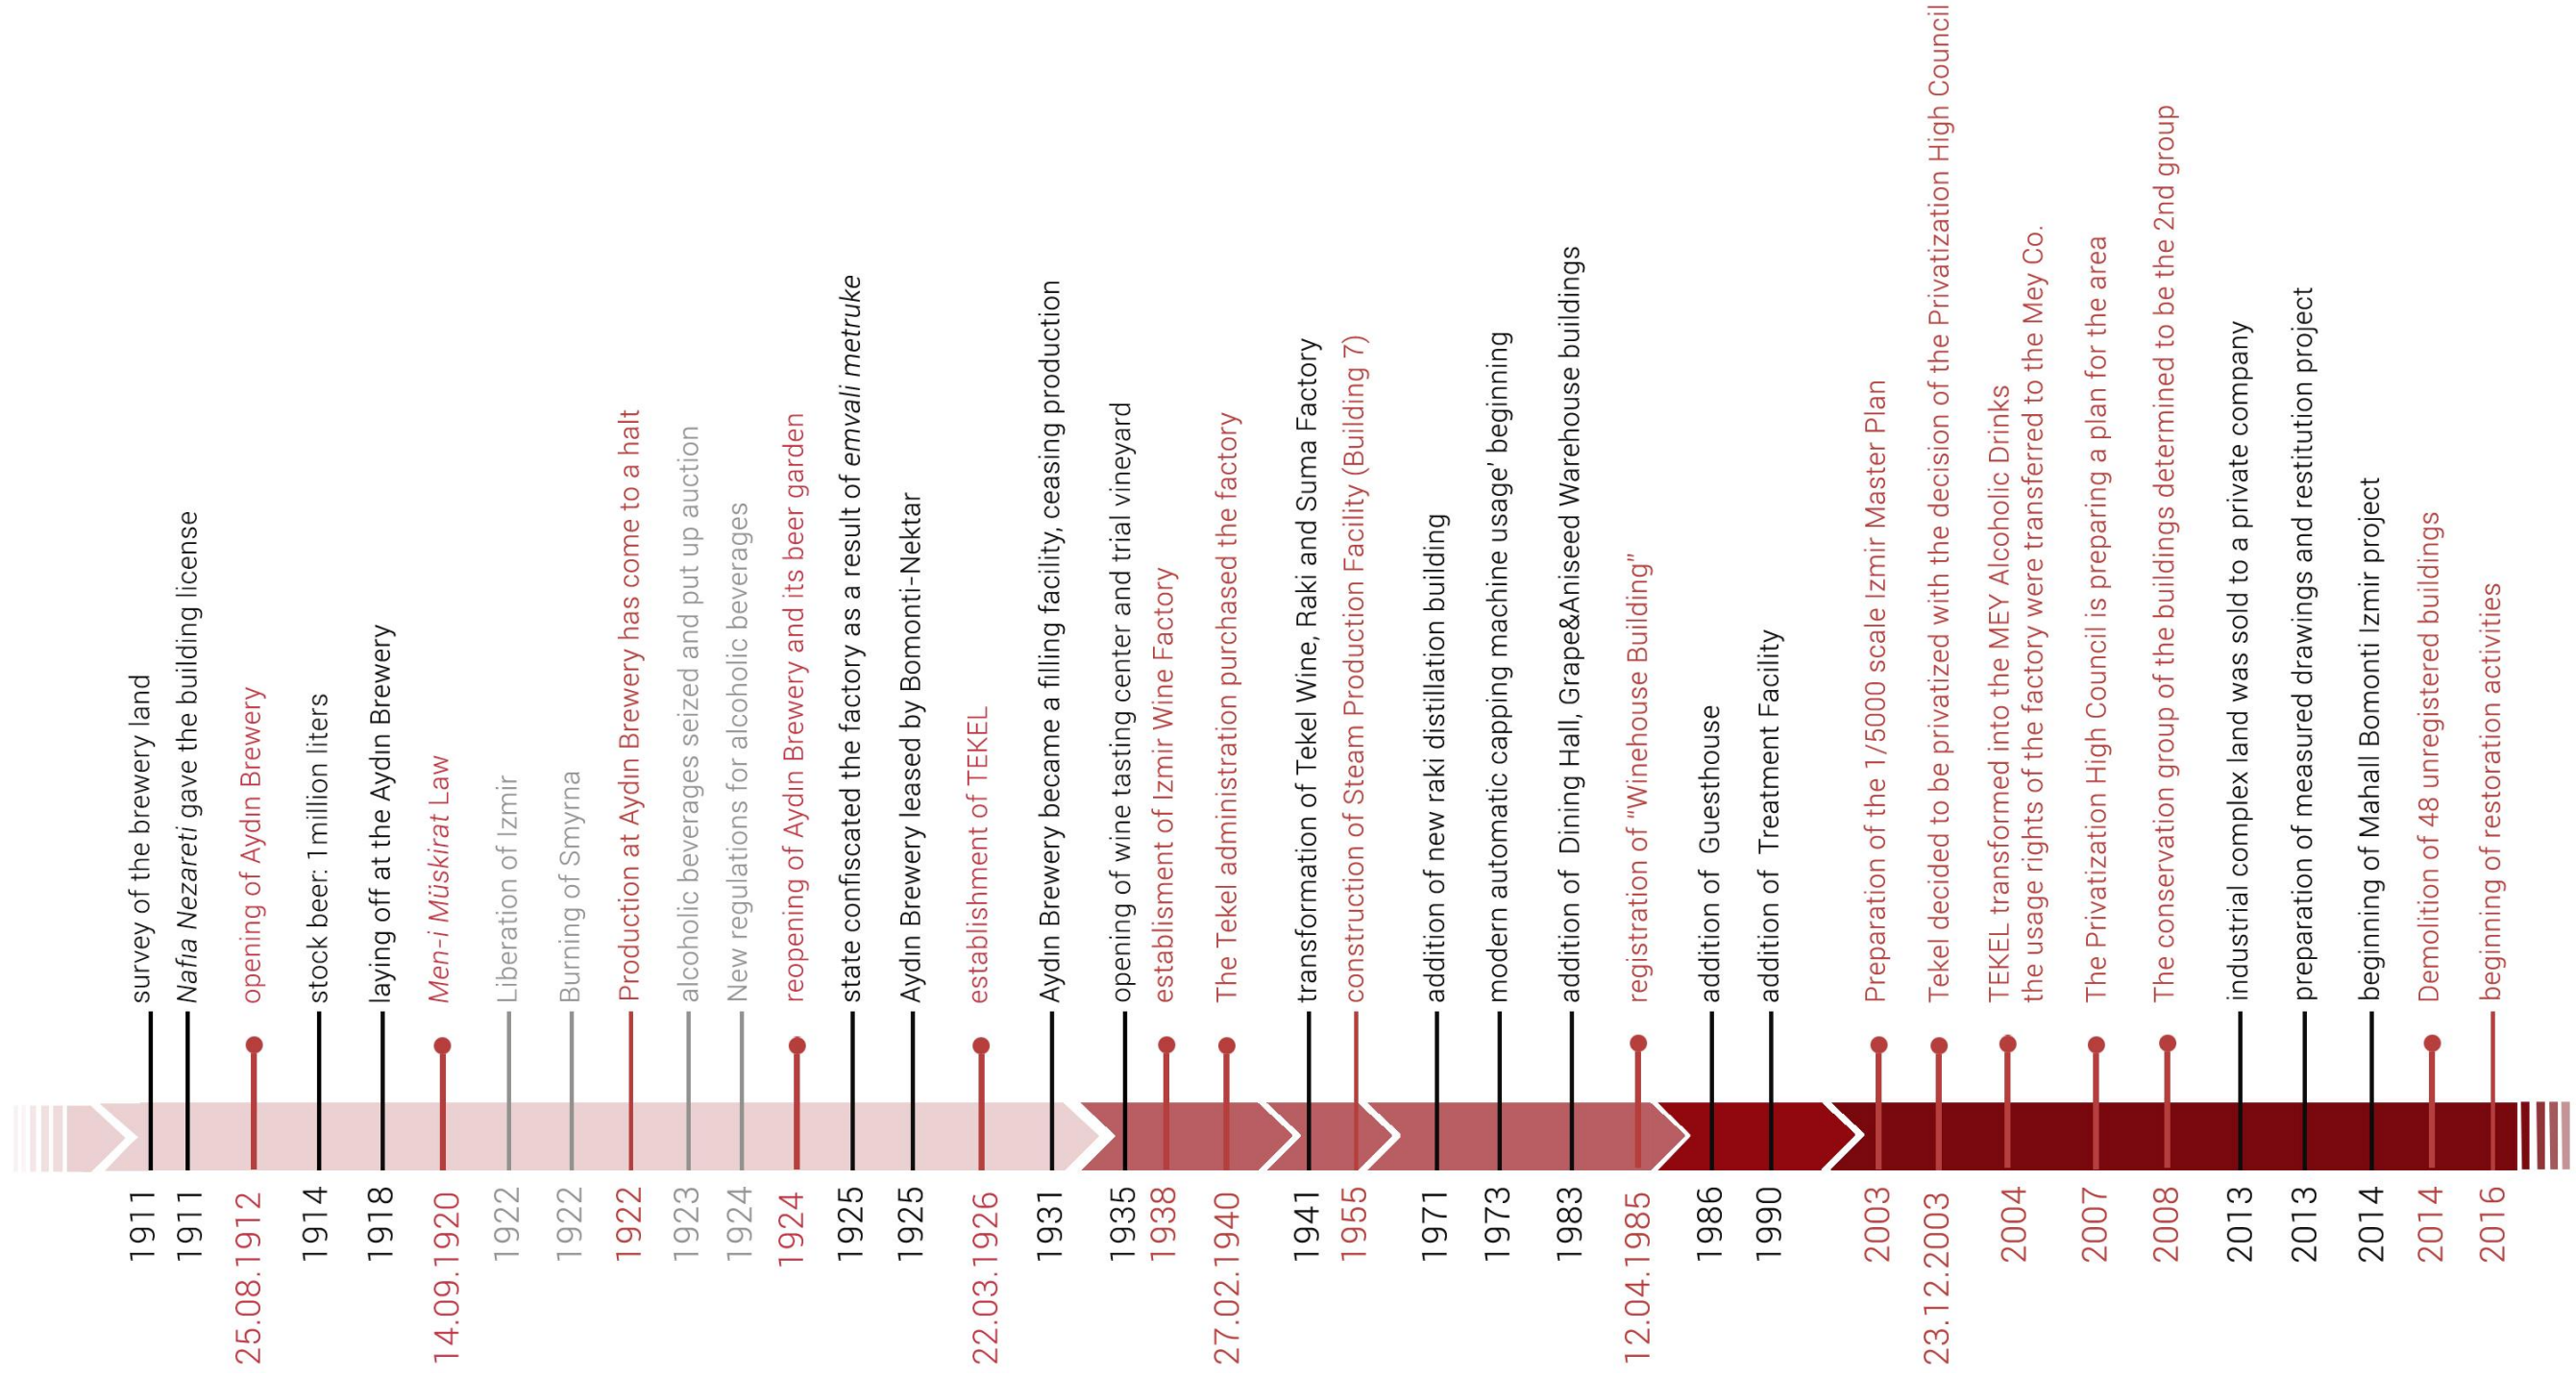 survey of the brewery land
1911
Nafia Nezareti gave the building license
1911
opening of Aydın Brewery
25.08.1912
stock beer: 1million liters
1914
laying off at the Aydın Brewery
1918
Men-i Müskirat Law
14.09.1920
Liberation of Izmir
1922
Burning of Smyrna
1922
Production at Aydın Brewery has come to a halt
1922
alcoholic beverages seized and put up auction
1923
New regulations for alcoholic beverages
1924
reopening of Aydın Brewery and its beer garden
1924
state confiscated the factory as a result of emvali metruke
1925
Aydın Brewery leased by Bomonti-Nektar
1925
establishment of TEKEL
22.03.1926
Aydın Brewery became a filling facility, ceasing production
1931
opening of wine tasting center and trial vineyard
1935
establisment of Izmir Wine Factory
1938
The Tekel administration purchased the factory
27.02.1940
transformation of Tekel Wine, Raki and Suma Factory
1941
construction of Steam Production Facility (Building 7)
1955
addition of new raki distillation building
1971
modern automatic capping machine usage' beginning
1973
addition of Dining Hall, Grape&Aniseed Warehouse buildings
1983
registration of "Winehouse Building"
12.04.1985
addition of Guesthouse
1986
addition of Treatment Facility
1990
Preparation of the 1/5000 scale Izmir Master Plan
2003
Tekel decided to be privatized with the decision of the Privatization High Council
23.12.2003
TEKEL transformed into the MEY Alcoholic Drinks
the usage rights of the factory were transferred to the Mey Co.
2004
The Privatization High Council is preparing a plan for the area
2007
The conservation group of the buildings determined to be the 2nd group
2008
industrial complex land was sold to a private company
2013
preparation of measured drawings and restitution project
2013
beginning of Mahall Bomonti Izmir project
2014
Demolition of 48 unregistered buildings
2014
beginning of restoration activities
2016